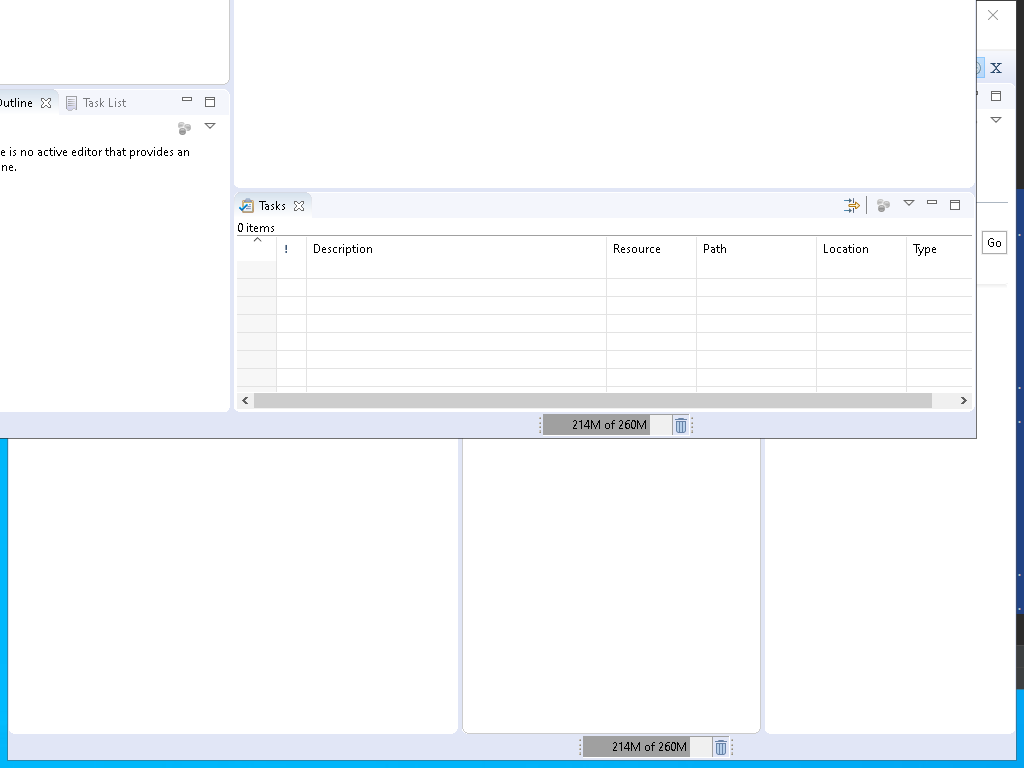 X
Outline Task List
e is no active editor that provides an
ne.
Tasks
0 items
! Description Resource Path Location Type
Go
214M of 260M
214M of 260M